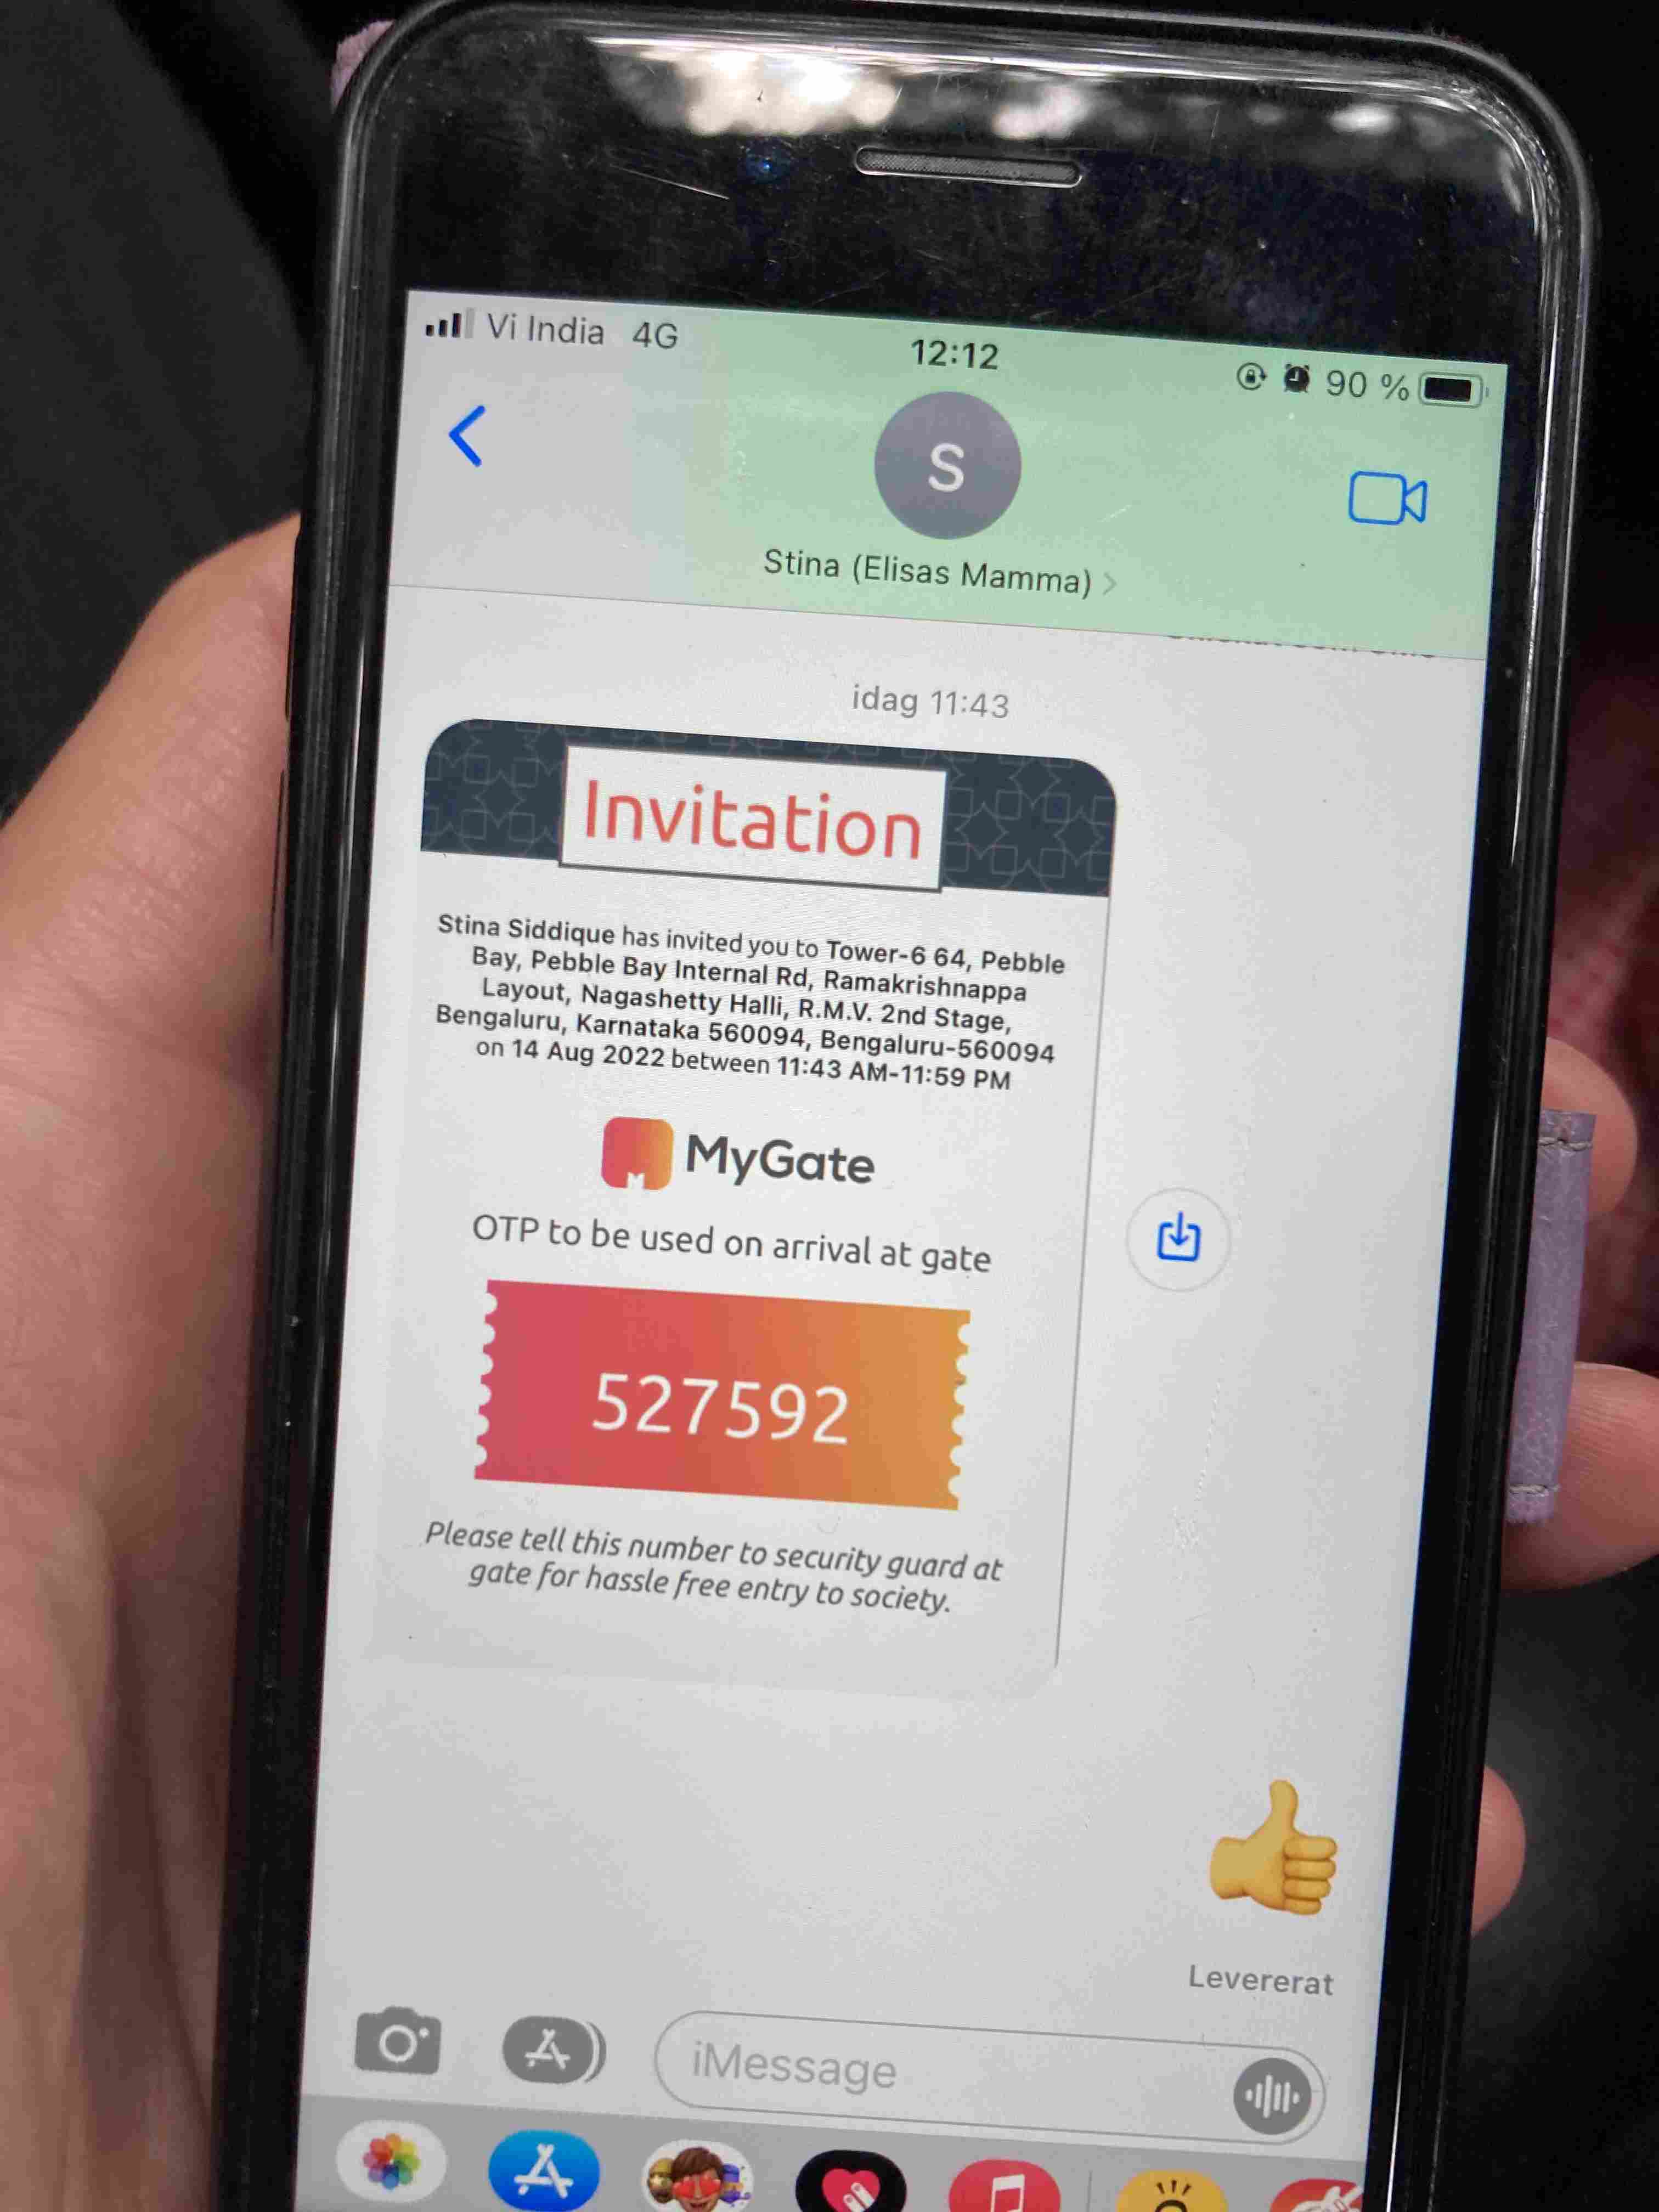 Vi India 4G 12:12 90 %
S
Stina (Elisas Mamma)
idag 11:43
Invitation
Stina Siddique has invited you to Tower-6 64, Pebble
Bay, Pebble Bay Internal Rd, Ramakrishnappa
Layout, Nagashetty Halli, R.M.V. 2nd Stage,
Bengaluru, Karnataka 560094, Bengaluru-560094
on 14 Aug 2022 between 11:43 AM-11:59 PM
MyGate
OTP to be used on arrival at gate
527592
Please tell this number to security guard at
gate for hassle free entry to society.
Levererat
iMessage